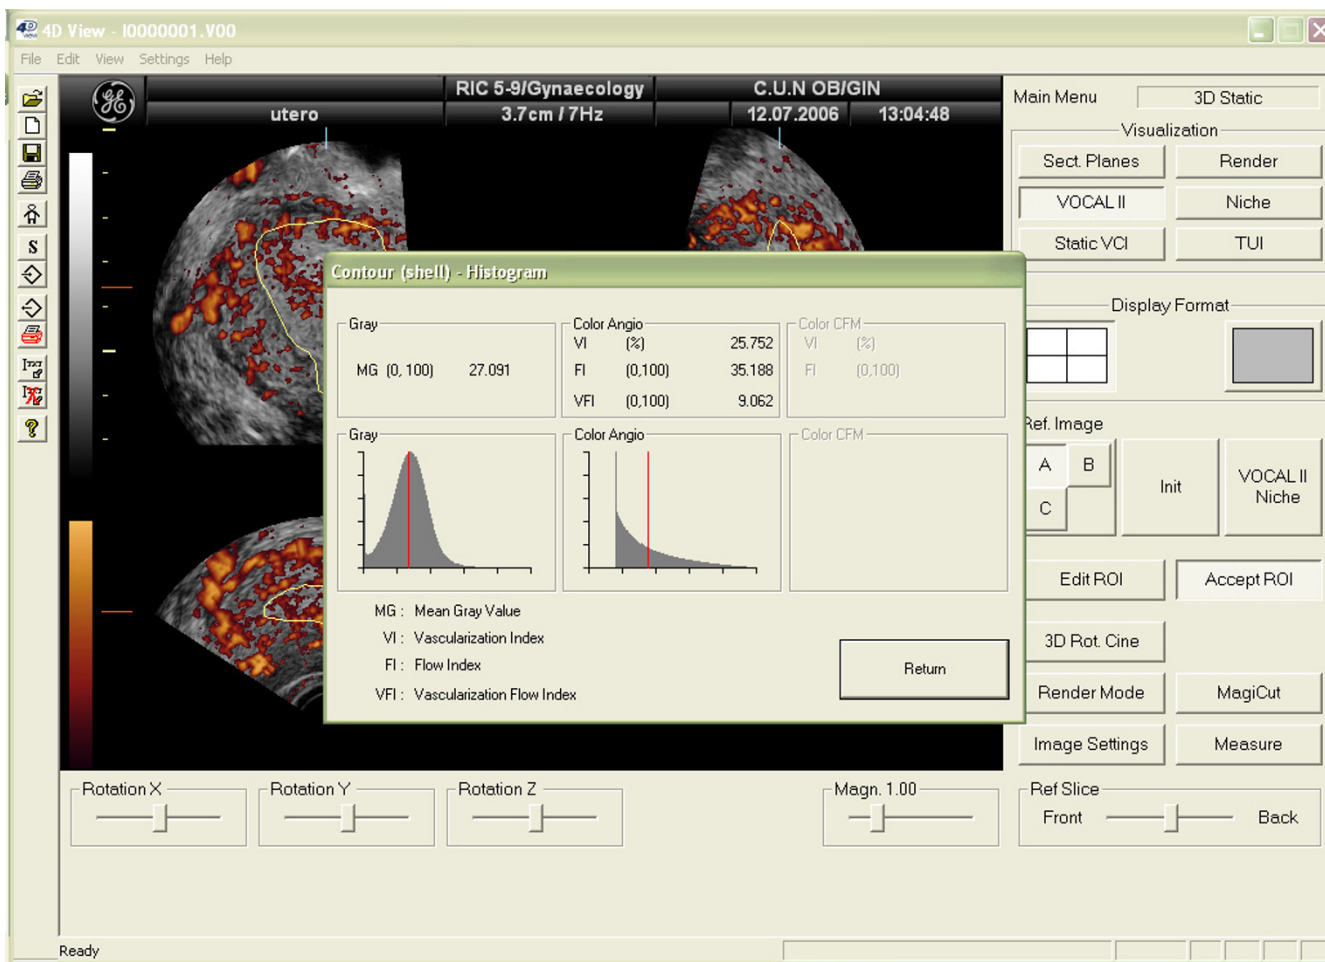 4D View - I0000001.V00
File Edit View Settings Help
RIC 5-9/Gynaecology C.U.N OB/GIN
utero 3.7cm / 7Hz 12.07.2006 13:04:48
Main Menu 3D Static
Visualization
Sect. Planes Render
VOCAL II Niche
Static VCI TUI
Display Format
Ref. Image
A B
C
Init
VOCAL II
Niche
Edit ROI Accept ROI
3D Rot. Cine
Render Mode MagiCut
Image Settings Measure
Contour (shell) - Histogram
Gray
MG (0, 100) 27.091
Color Angio
VI (%) 25.752
FI (0,100) 35.188
VFI (0,100) 9.062
Color CFM
VI (%)
FI (0,100)
Gray
Color Angio
Color CFM
MG : Mean Gray Value
VI : Vascularization Index
FI : Flow Index
VFI : Vascularization Flow Index
Return
Rotation X
Rotation Y
Rotation Z
Magn. 1.00
Ref Slice
Front Back
Ready